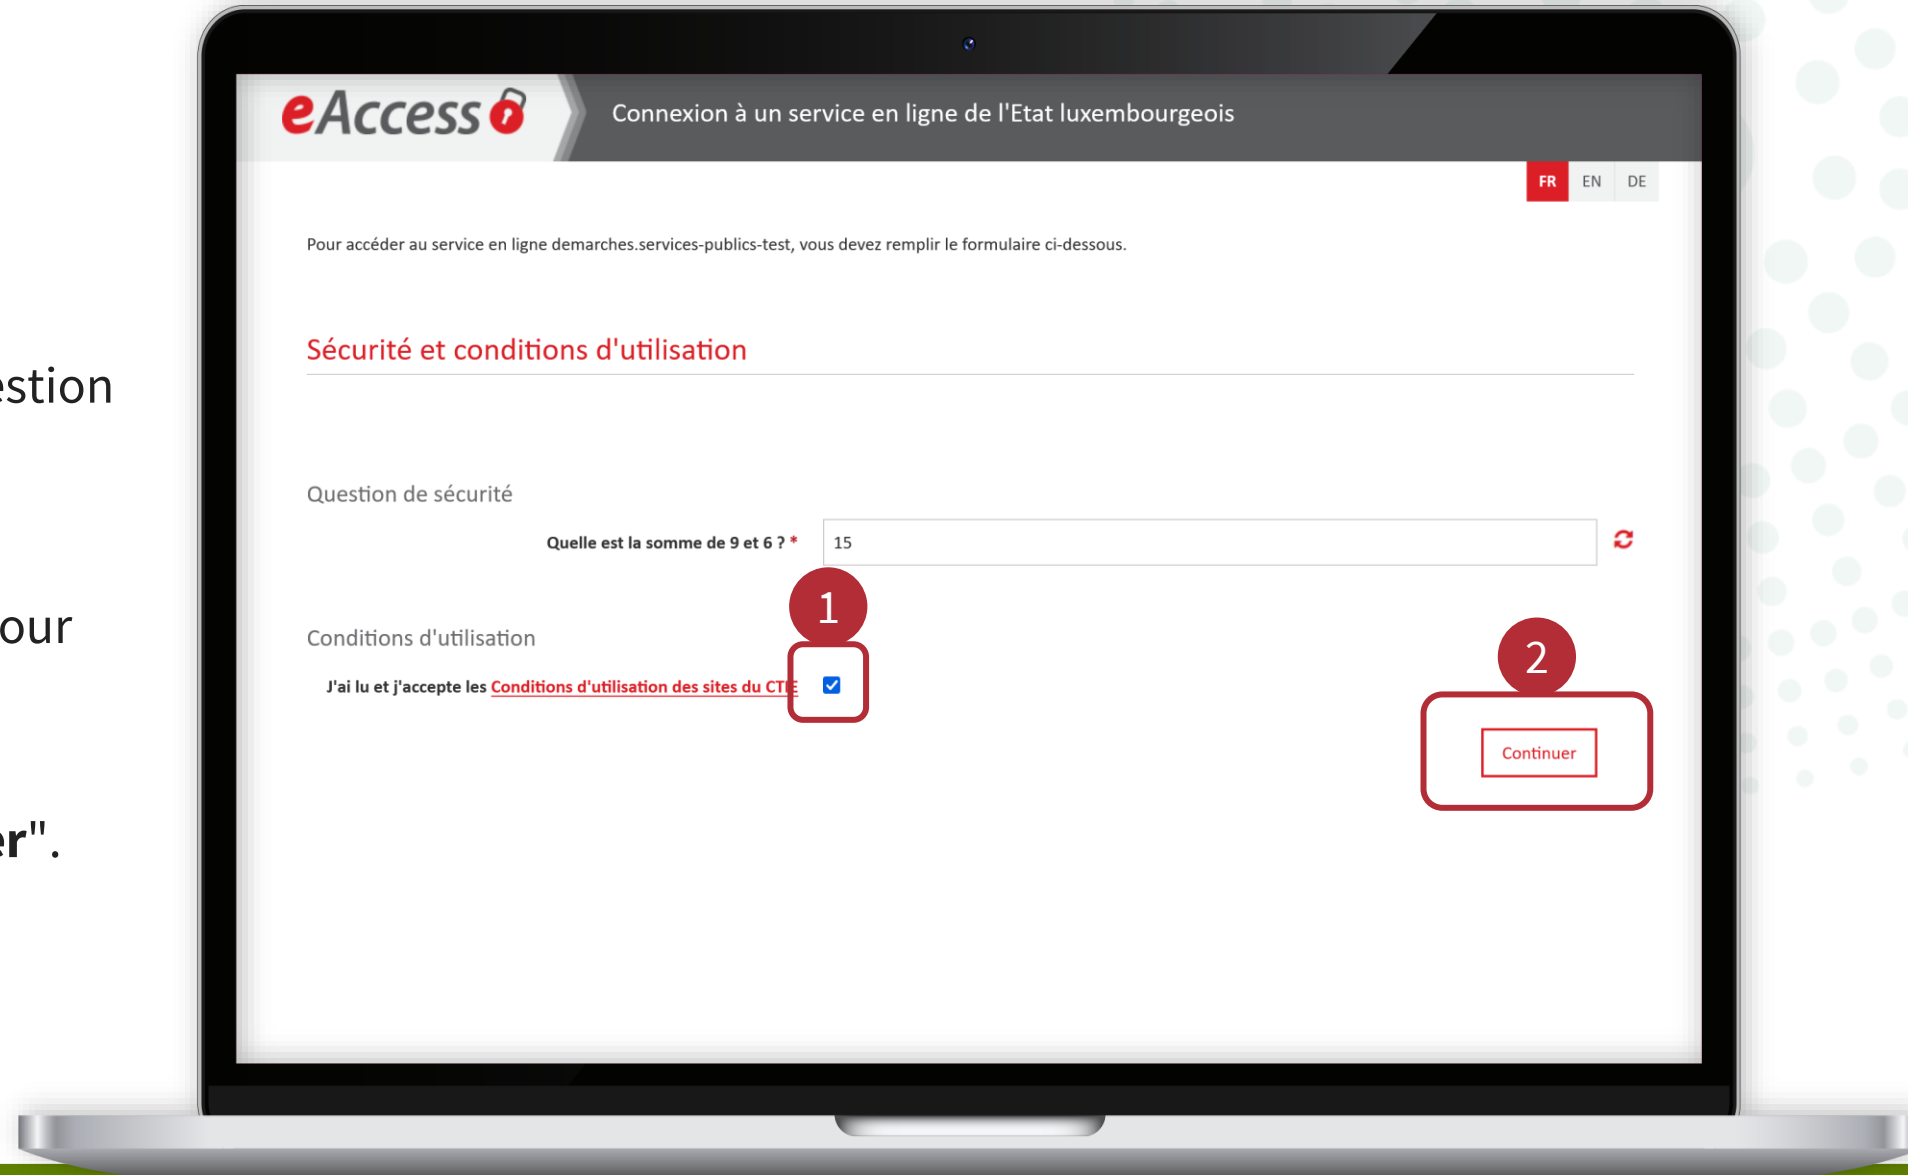 eAccess
Connexion à un service en ligne de l'Etat luxembourgeois
FR EN DE
Pour accéder au service en ligne demarches.services-publics-test, vous devez remplir le formulaire ci-dessous.
Sécurité et conditions d'utilisation
Question de sécurité
Quelle est la somme de 9 et 6 ? * 15
1
Conditions d'utilisation
J'ai lu et j'accepte les Conditions d'utilisation des sites du CTIE
2
Continuer